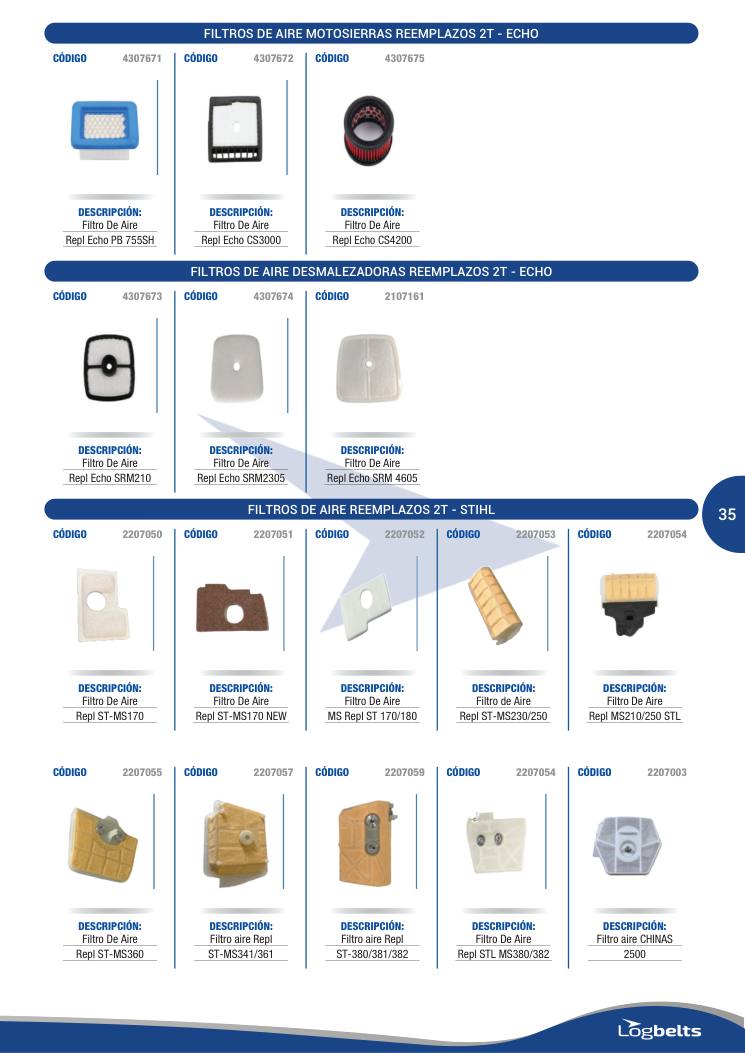 FILTROS DE AIRE MOTOSIERRAS REEMPLAZOS 2T - ECHO
CÓDIGO 4307671
DESCRIPCIÓN:
Filtro De Aire
Repl Echo PB 755SH
CÓDIGO 4307672
DESCRIPCIÓN:
Filtro De Aire
Repl Echo CS3000
CÓDIGO 4307675
DESCRIPCIÓN:
Filtro De Aire
Repl Echo CS4200
FILTROS DE AIRE DESMALEZADORAS REEMPLAZOS 2T - ECHO
CÓDIGO 4307673
DESCRIPCIÓN:
Filtro De Aire
Repl Echo SRM210
CÓDIGO 4307674
DESCRIPCIÓN:
Filtro De Aire
Repl Echo SRM2305
CÓDIGO 2107161
DESCRIPCIÓN:
Filtro De Aire
Repl Echo SRM 4605
FILTROS DE AIRE REEMPLAZOS 2T - STIHL
35
CÓDIGO 2207050
DESCRIPCIÓN:
Filtro De Aire
Repl ST-MS170
CÓDIGO 2207051
DESCRIPCIÓN:
Filtro De Aire
Repl ST-MS170 NEW
CÓDIGO 2207052
DESCRIPCIÓN:
Filtro De Aire
MS Repl ST 170/180
CÓDIGO 2207053
DESCRIPCIÓN:
Filtro de Aire
Repl ST-MS230/250
CÓDIGO 2207054
DESCRIPCIÓN:
Filtro De Aire
Repl MS210/250 STL
CÓDIGO 2207055
DESCRIPCIÓN:
Filtro De Aire
Repl ST-MS360
CÓDIGO 2207057
DESCRIPCIÓN:
Filtro aire Repl
ST-MS341/361
CÓDIGO 2207059
DESCRIPCIÓN:
Filtro aire Repl
ST-380/381/382
CÓDIGO 2207054
DESCRIPCIÓN:
Filtro De Aire
Repl STL MS380/382
CÓDIGO 2207003
DESCRIPCIÓN:
Filtro aire CHINAS
2500
Logbelts